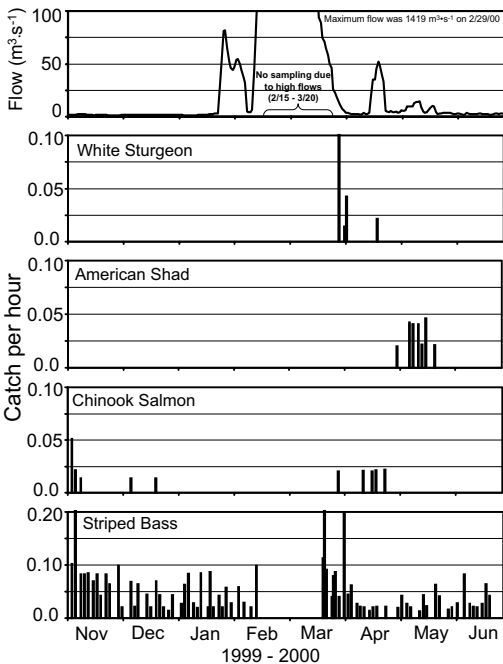 100
Maximum flow was 1419 m³•s⁻¹ on 2/29/00
Flow (m³·s⁻¹)
50
No sampling due
to high flows
(2/15 - 3/20)
0
0.10
White Sturgeon
0.05
0.0
0.10
American Shad
0.05
0.0
Catch per hour
0.10
Chinook Salmon
0.05
0.0
0.20
Striped Bass
0.10
0.0
Nov Dec Jan Feb Mar Apr May Jun
1999 - 2000